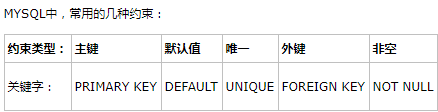 MYSQL中，常用的几种约束：
约束类型： 主键 默认值 唯一 外键 非空
关键字： PRIMARY KEY DEFAULT UNIQUE FOREIGN KEY NOT NULL